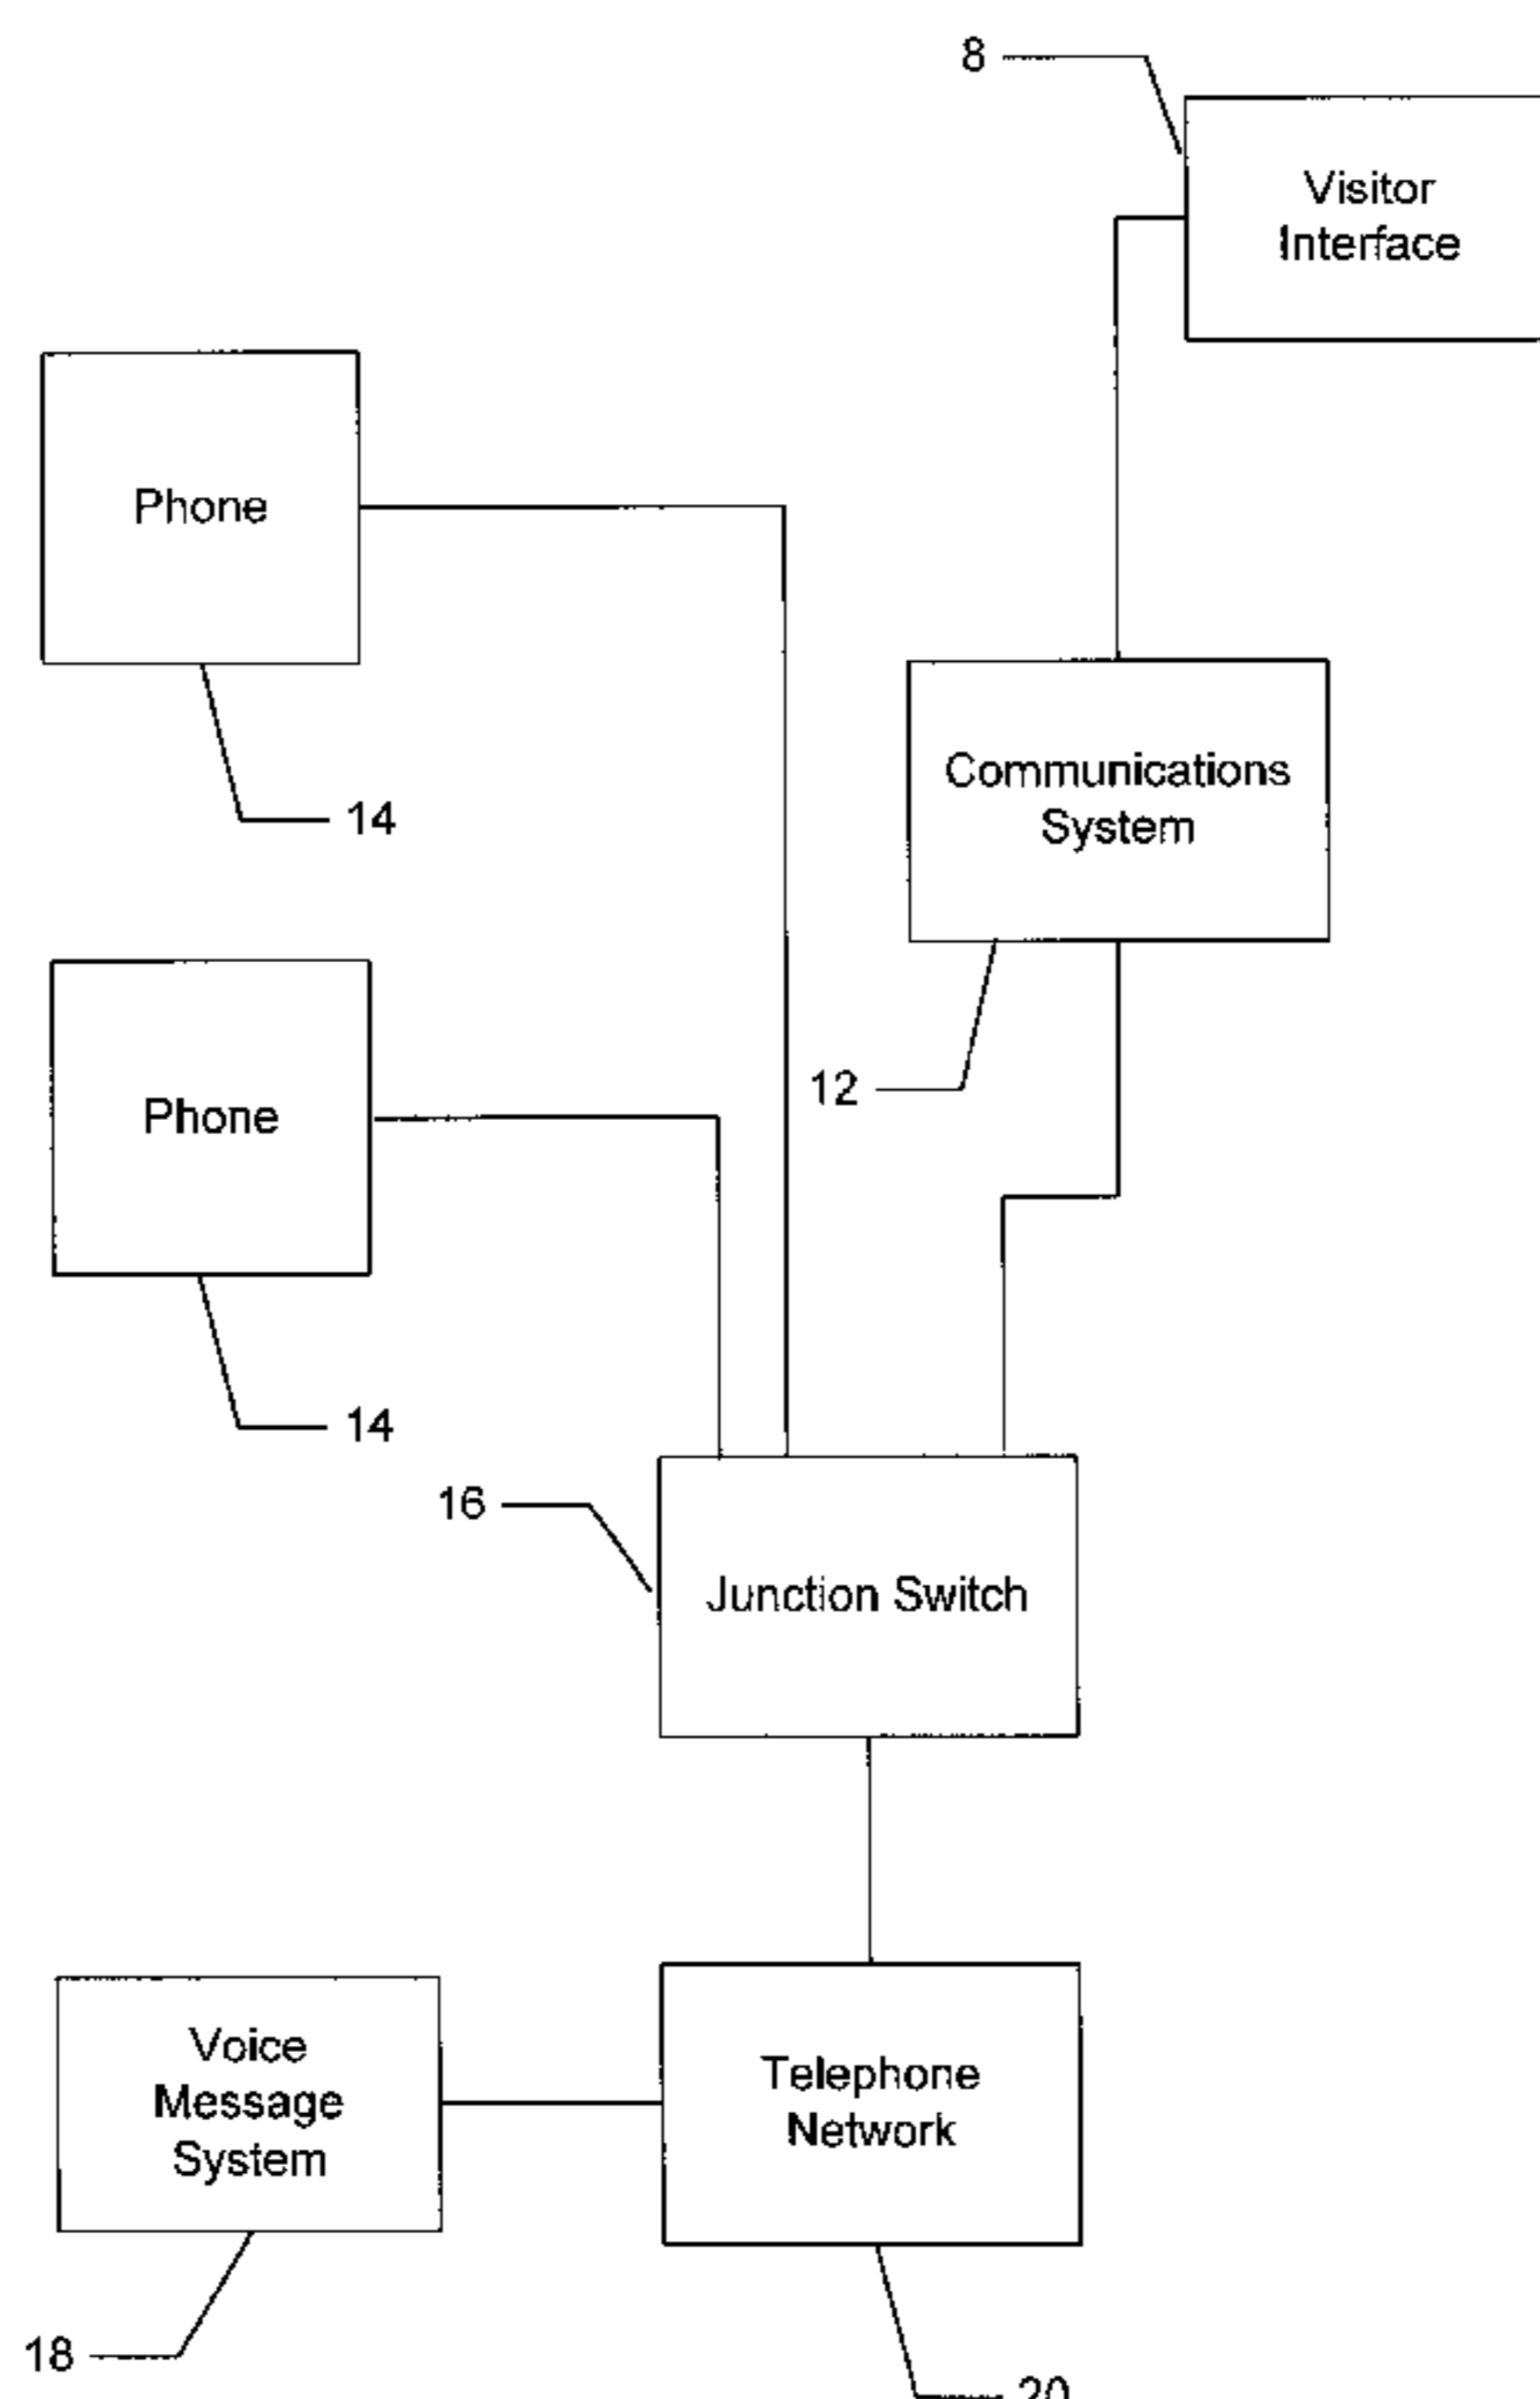 8
Visitor
Interface
Phone
14
Communications
System
12
Phone
14
16
Junction Switch
Voice
Message
System
Telephone
Network
18
20